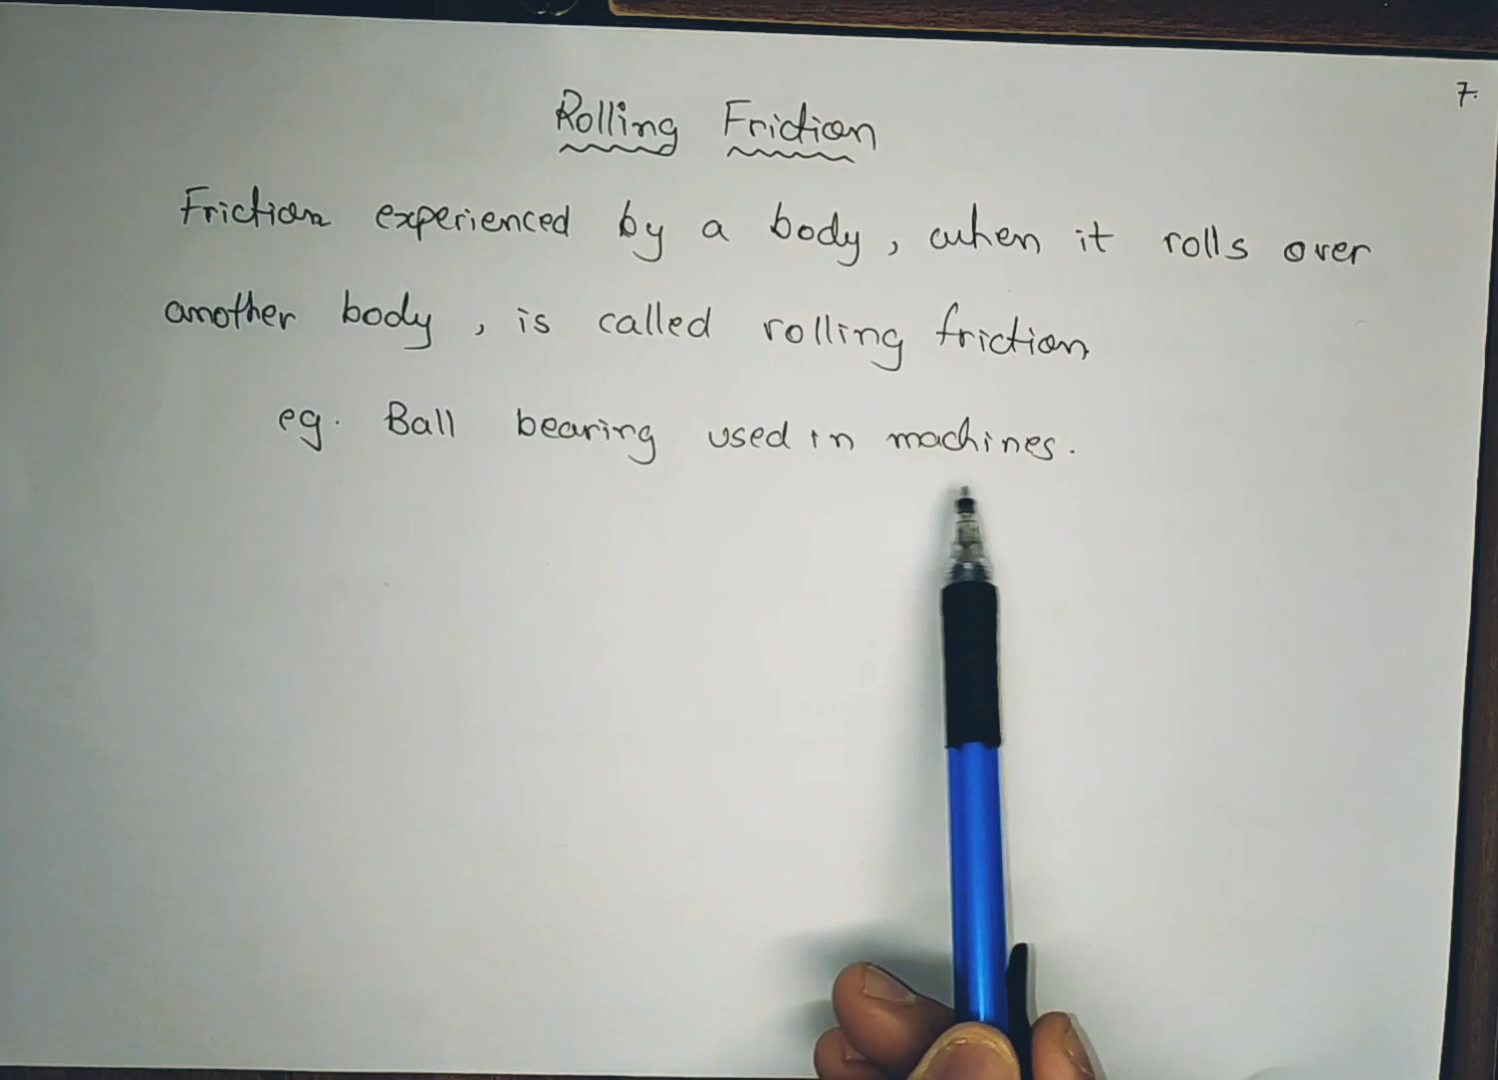 7.
Rolling Friction
Friction experienced by a body, when it rolls over
another body, is called rolling friction
eg. Ball bearing used in machines.